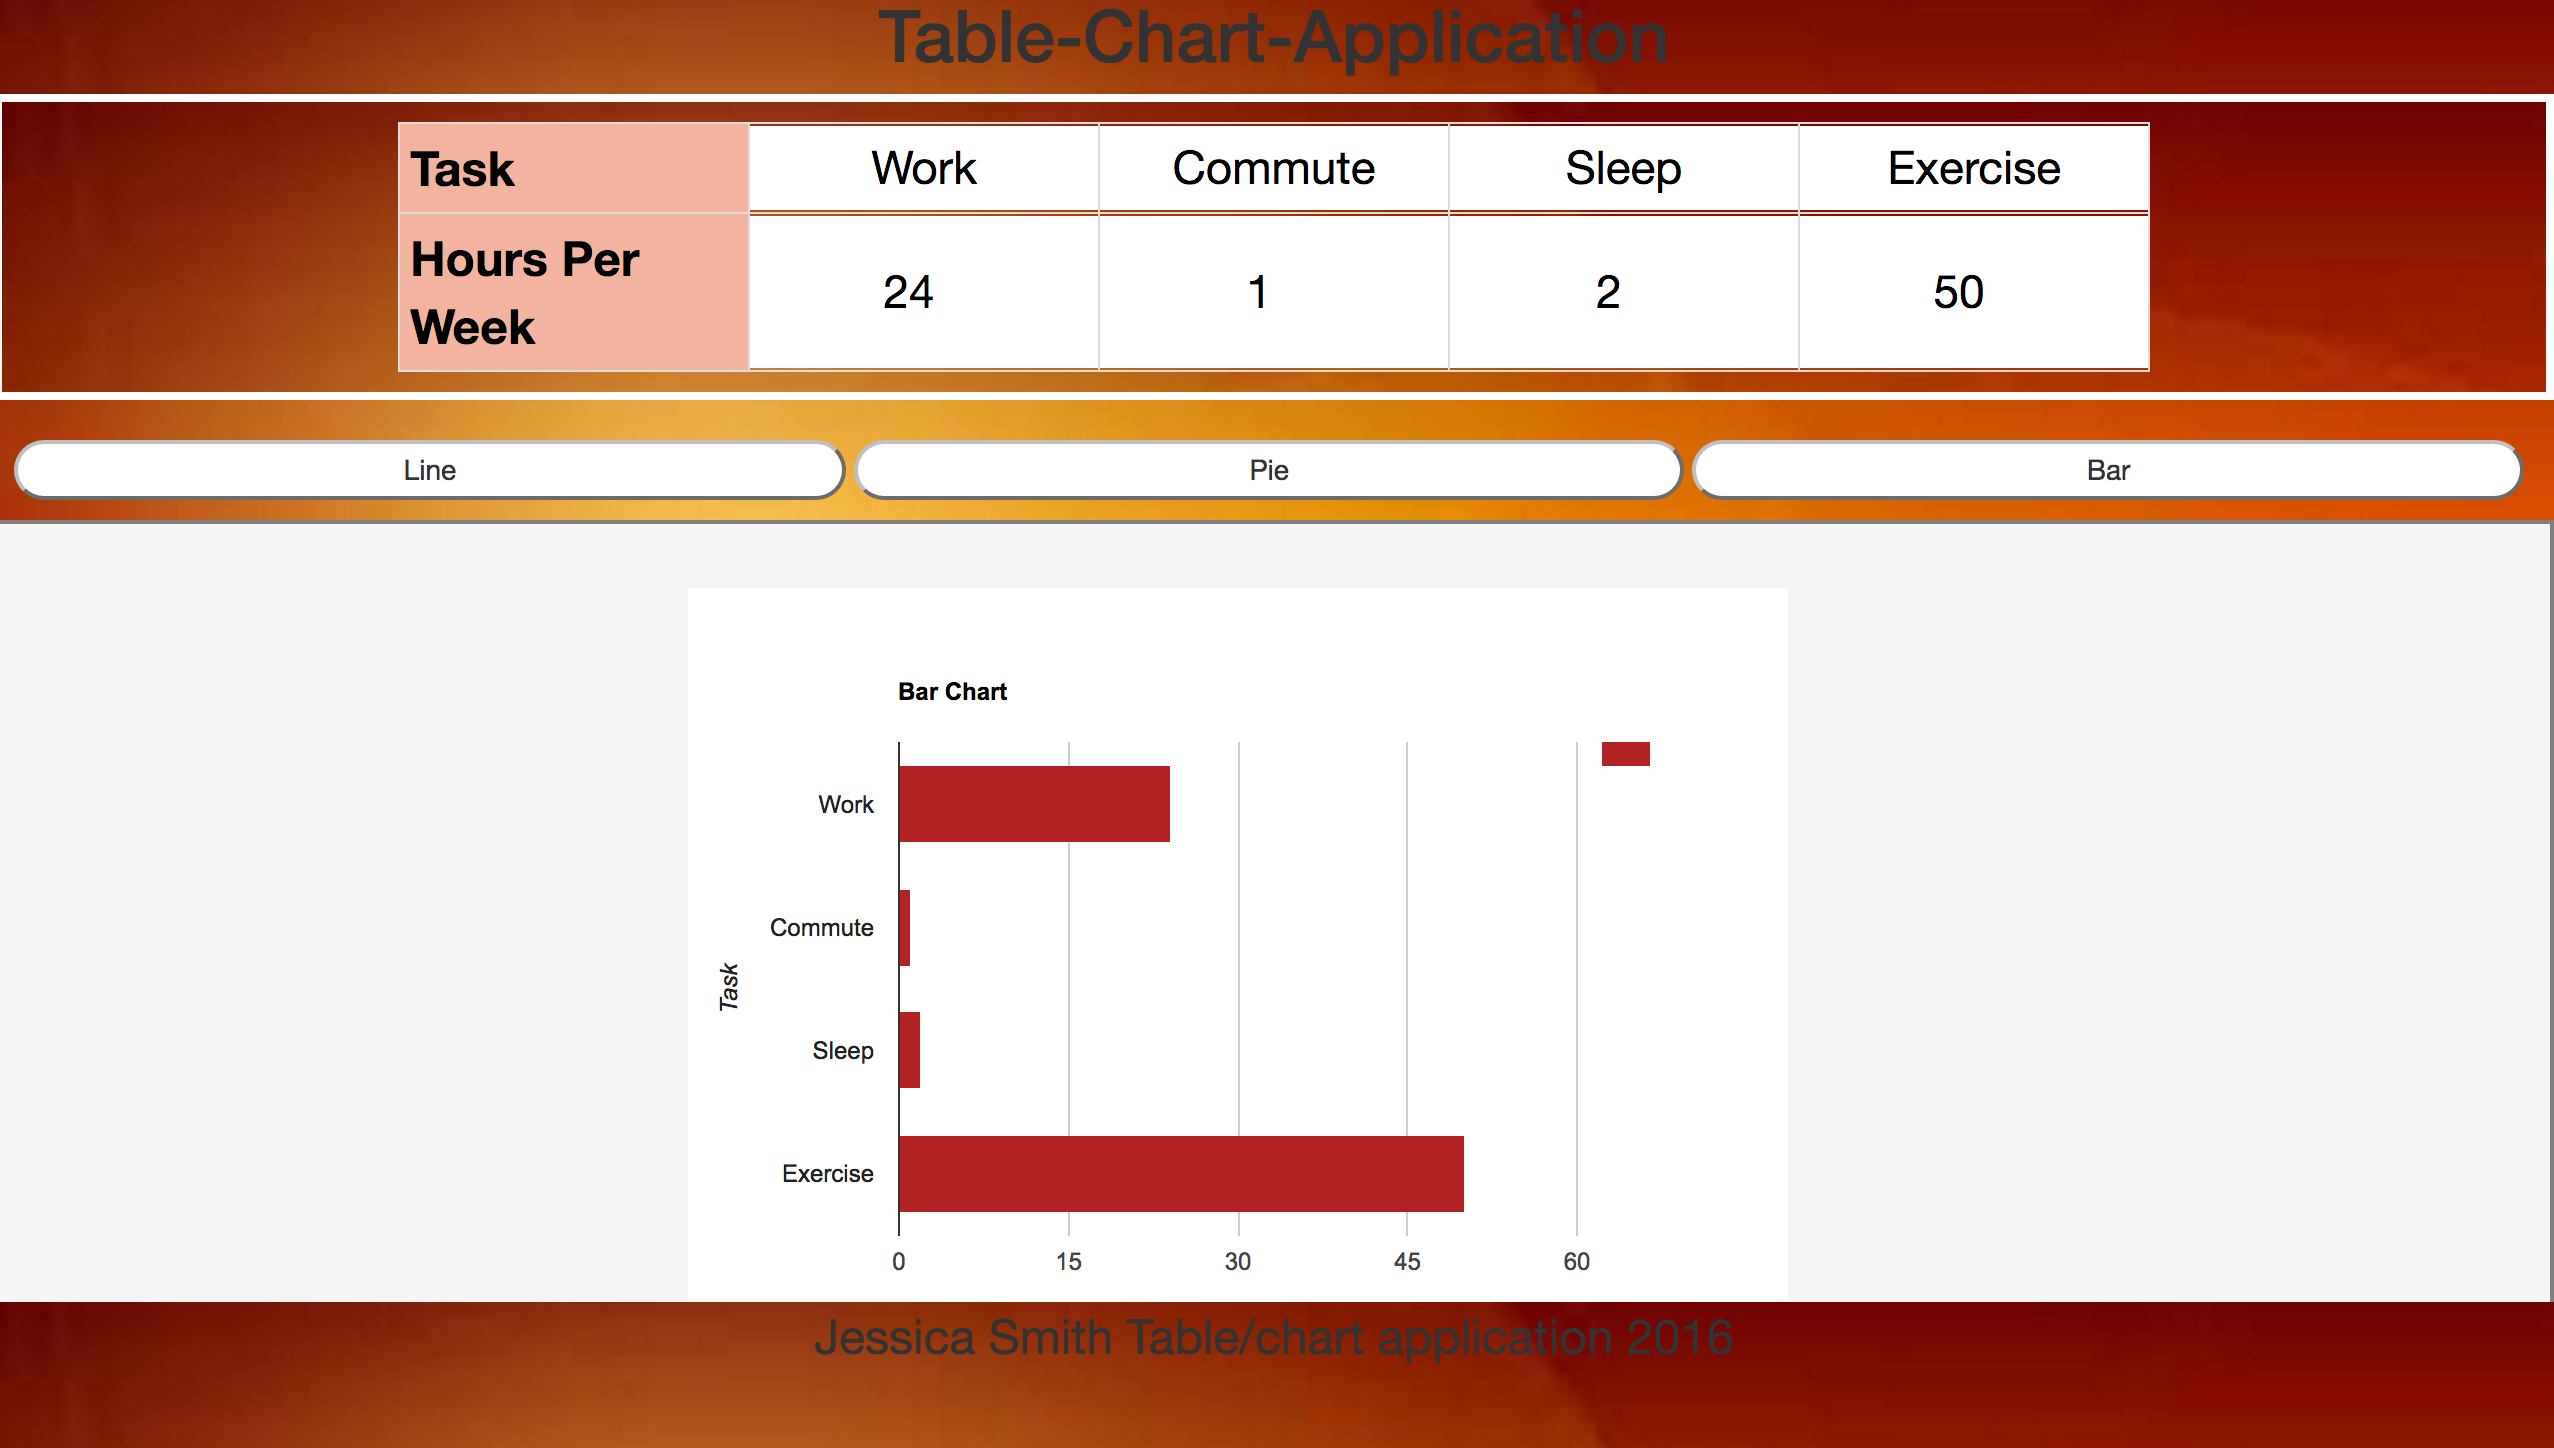 Table-Chart-Application
Task Work Commute Sleep Exercise
Hours Per
Week 24 1 2 50
Line Pie Bar
Bar Chart
Work
Commute
Task
Sleep
Exercise
0 15 30 45 60
Jessica Smith Table/chart application 2016